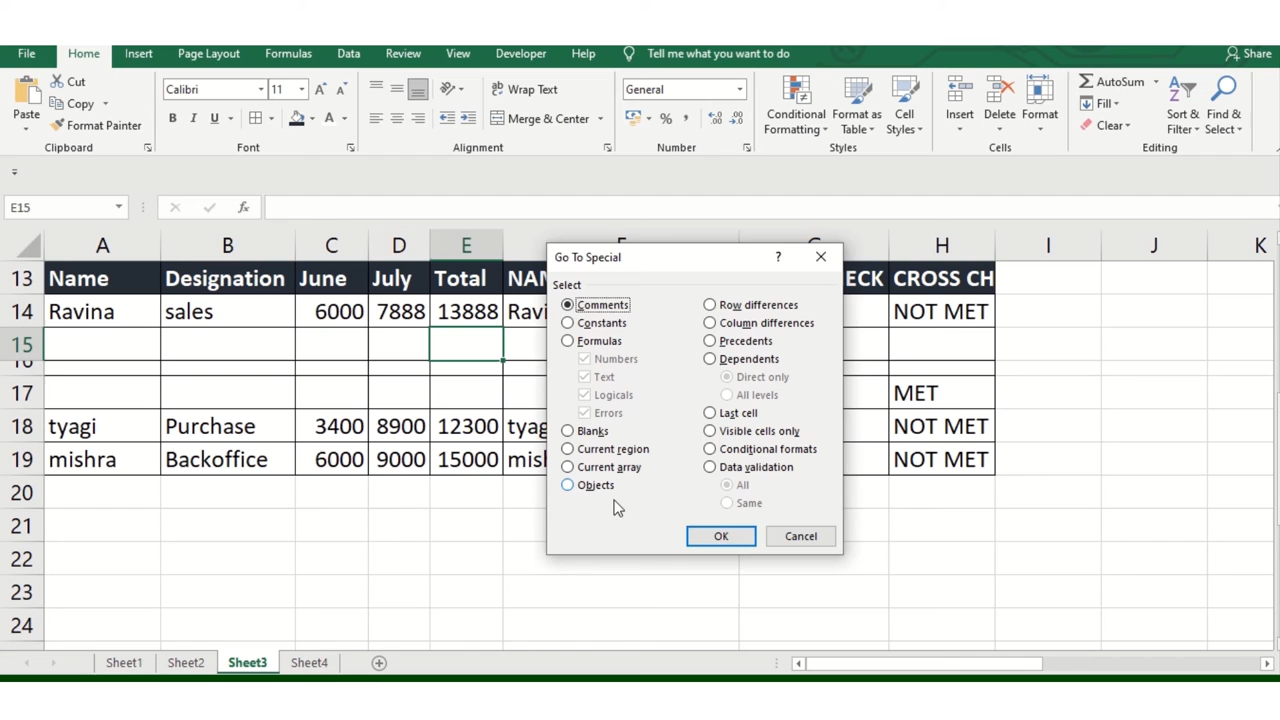 File Home Insert Page Layout Formulas Data Review View Developer Help Tell me what you want to do Share
Paste
Cut
Copy
Format Painter
Calibri 11
B I U A
ab Wrap Text
Merge & Center
General
%
Conditional Formatting
Format as Table
Cell Styles
Insert
Delete
Format
AutoSum
Fill
Clear
Sort & Filter
Find & Select
Clipboard Font Alignment Number Styles Cells Editing
E15 fx
A B C D E H I J K
13 Name Designation June July Total CROSS CH
14 Ravina sales 6000 7888 13888 NOT MET
15
16
17 MET
18 tyagi Purchase 3400 8900 12300 NOT MET
19 mishra Backoffice 6000 9000 15000 NOT MET
20
21
22
23
24
Go To Special ?
Select
Comments
Constants
Formulas
Numbers
Text
Logicals
Errors
Blanks
Current region
Current array
Objects
Row differences
Column differences
Precedents
Dependents
Direct only
All levels
Last cell
Visible cells only
Conditional formats
Data validation
All
Same
OK Cancel
Sheet1 Sheet2 Sheet3 Sheet4